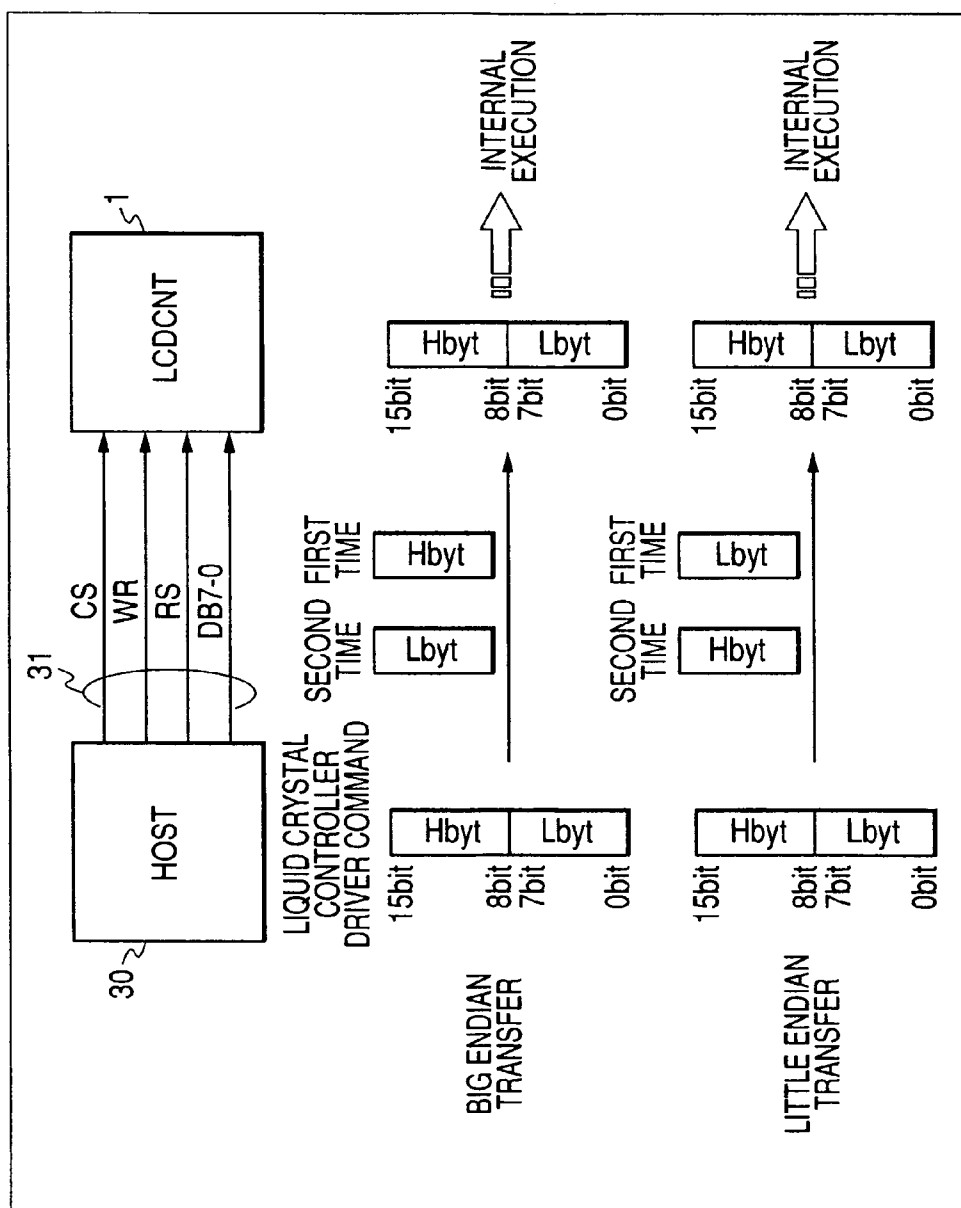 30
HOST
31
CS
WR
RS
DB7-0
1
LCDCNT
LIQUID CRYSTAL
CONTROLLER
DRIVER COMMAND
BIG ENDIAN
TRANSFER
15bit
8bit
7bit
0bit
Hbyt
Lbyt
SECOND
TIME
FIRST
TIME
Lbyt
Hbyt
15bit
8bit
7bit
0bit
Hbyt
Lbyt
INTERNAL
EXECUTION
LITTLE ENDIAN
TRANSFER
15bit
8bit
7bit
0bit
Hbyt
Lbyt
SECOND
TIME
FIRST
TIME
Hbyt
Lbyt
15bit
8bit
7bit
0bit
Hbyt
Lbyt
INTERNAL
EXECUTION